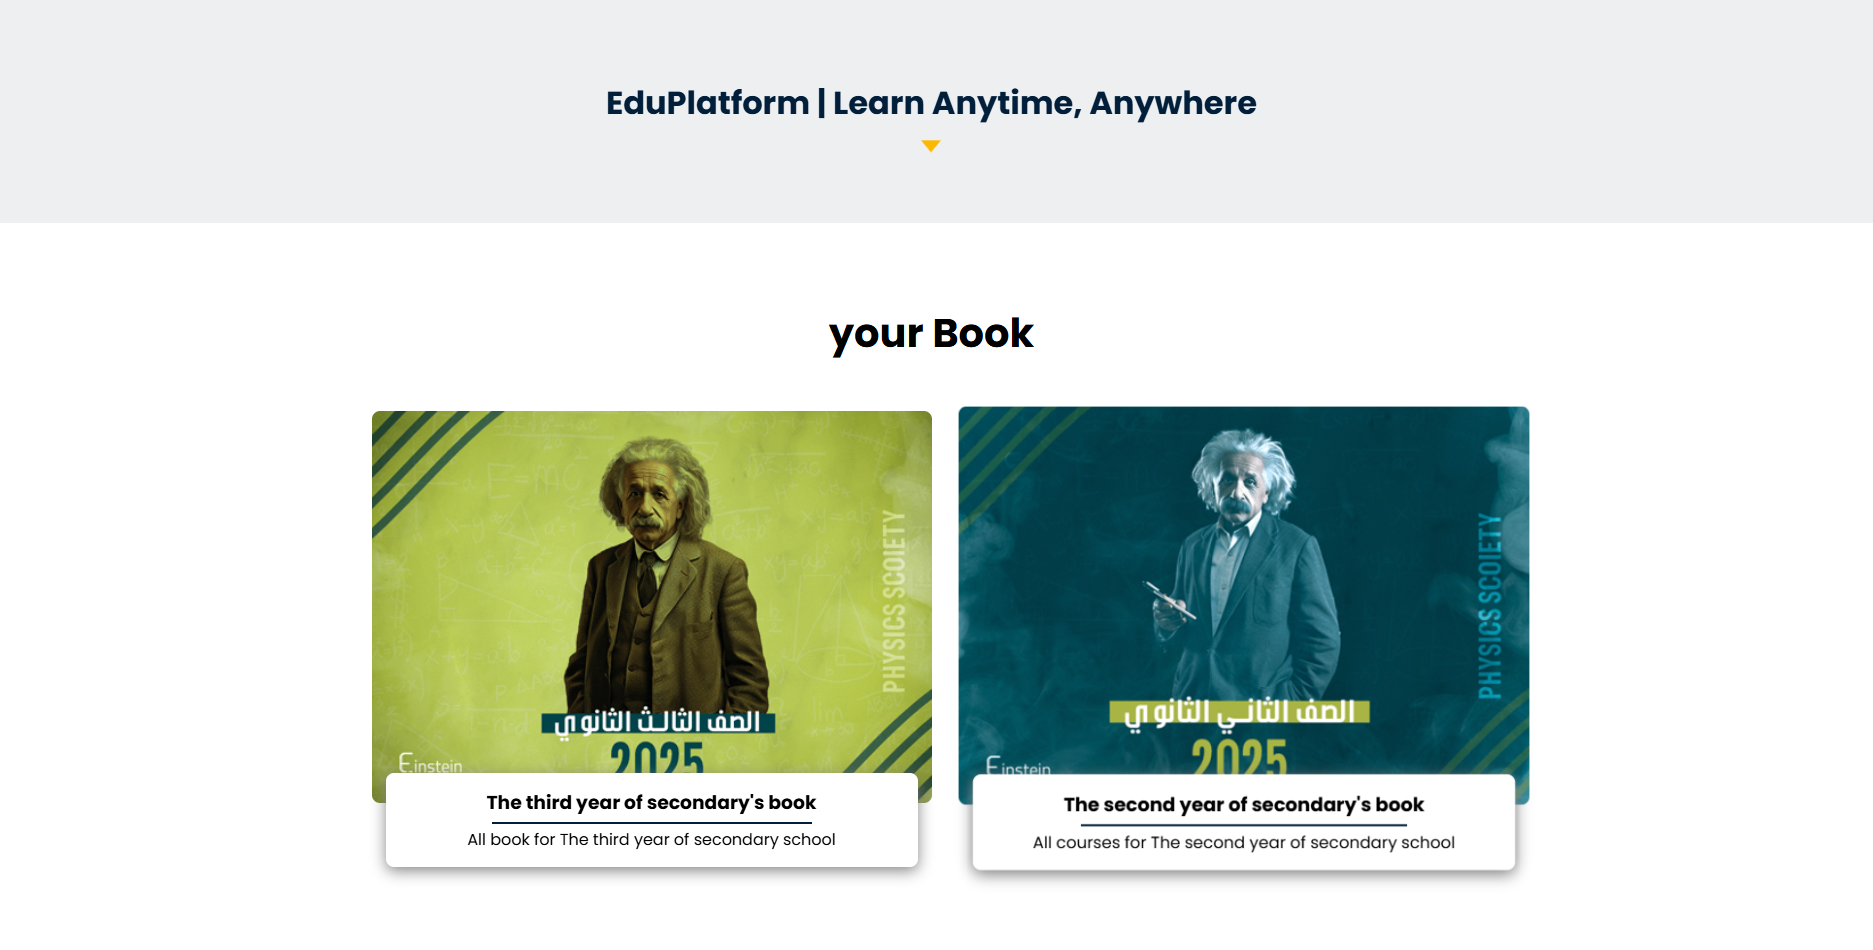 EduPlatform | Learn Anytime, Anywhere
your Book
E=mc²
PHYSICS SCOIETY
الصف الثالث الثانوي
2025
Einstein
The third year of secondary's book
All book for The third year of secondary school
PHYSICS SCOIETY
الصف الثاني الثانوي
2025
Einstein
The second year of secondary's book
All courses for The second year of secondary school